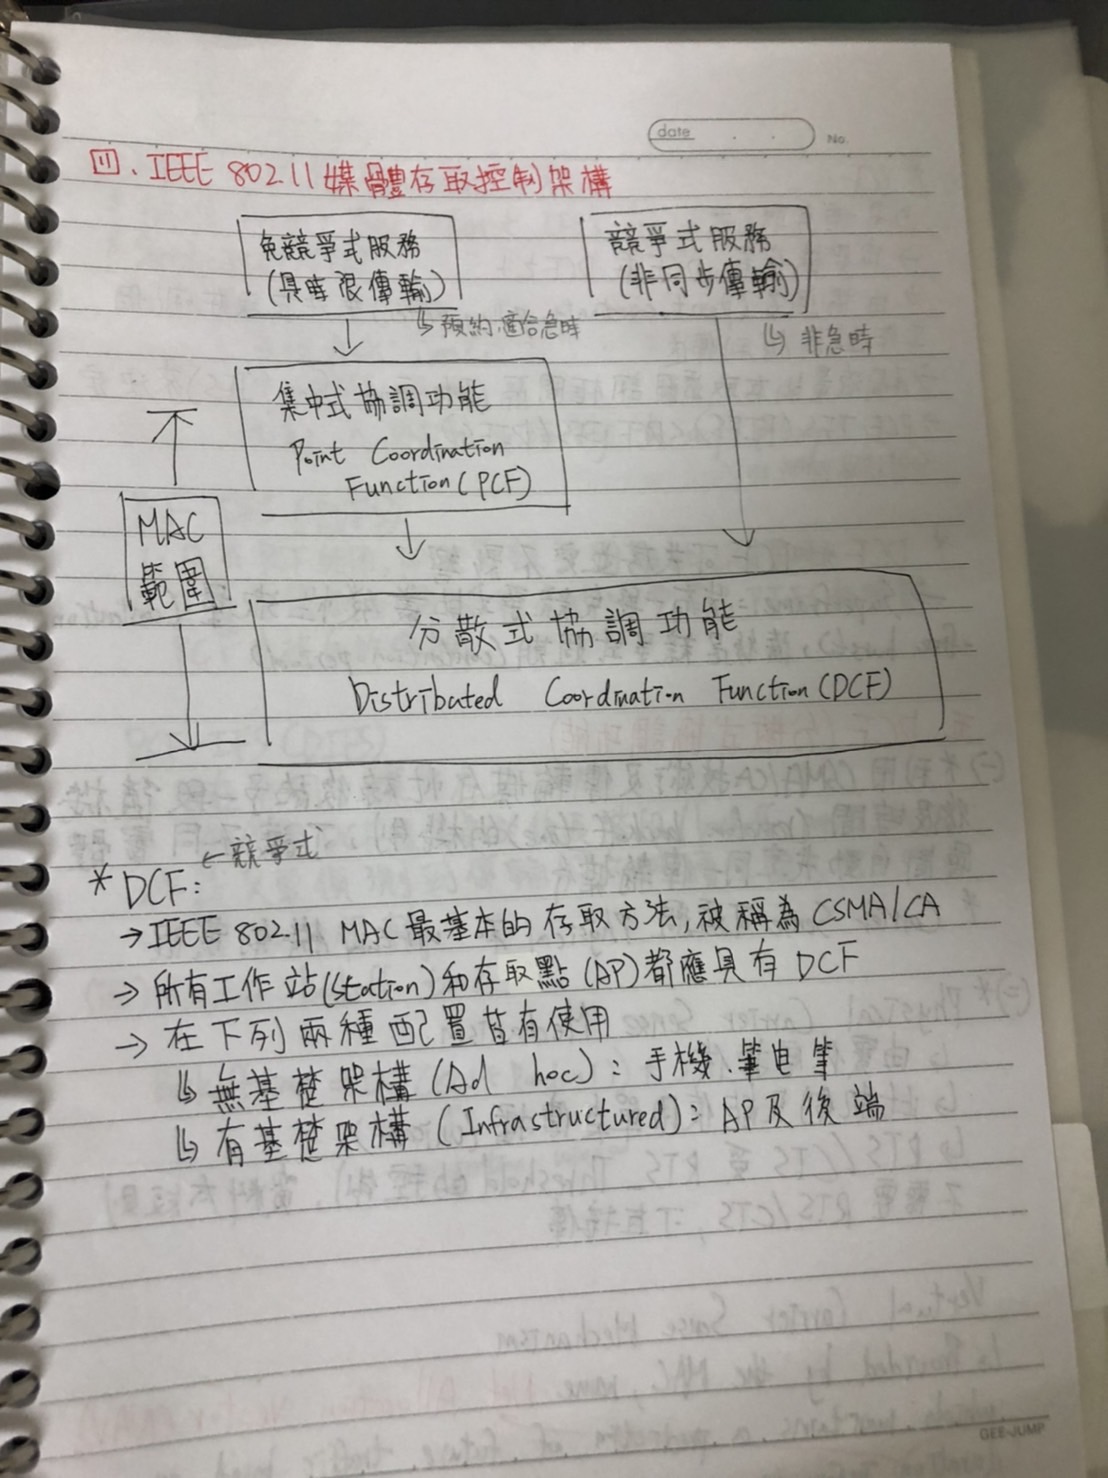 date
No.
四. IEEE 802.11 媒體存取控制架構
免競爭式服務
(具時限傳輸)
↳ 預約、適合急時
競爭式服務
(非同步傳輸)
↳ 非急時
集中式協調功能
Point Coordination
Function (PCF)
MAC
範圍
分散式協調功能
Distributed Coordination Function (DCF)
← 競爭式
* DCF:
→ IEEE 802.11 MAC 最基本的存取方法, 被稱為 CSMA/CA
→ 所有工作站(Station)和存取點(AP)都應具有 DCF
→ 在下列兩種配置皆有使用
↳ 無基礎架構 (Ad hoc): 手機、筆電等
↳ 有基礎架構 (Infrastructured): AP及後端
GEE-JUMP